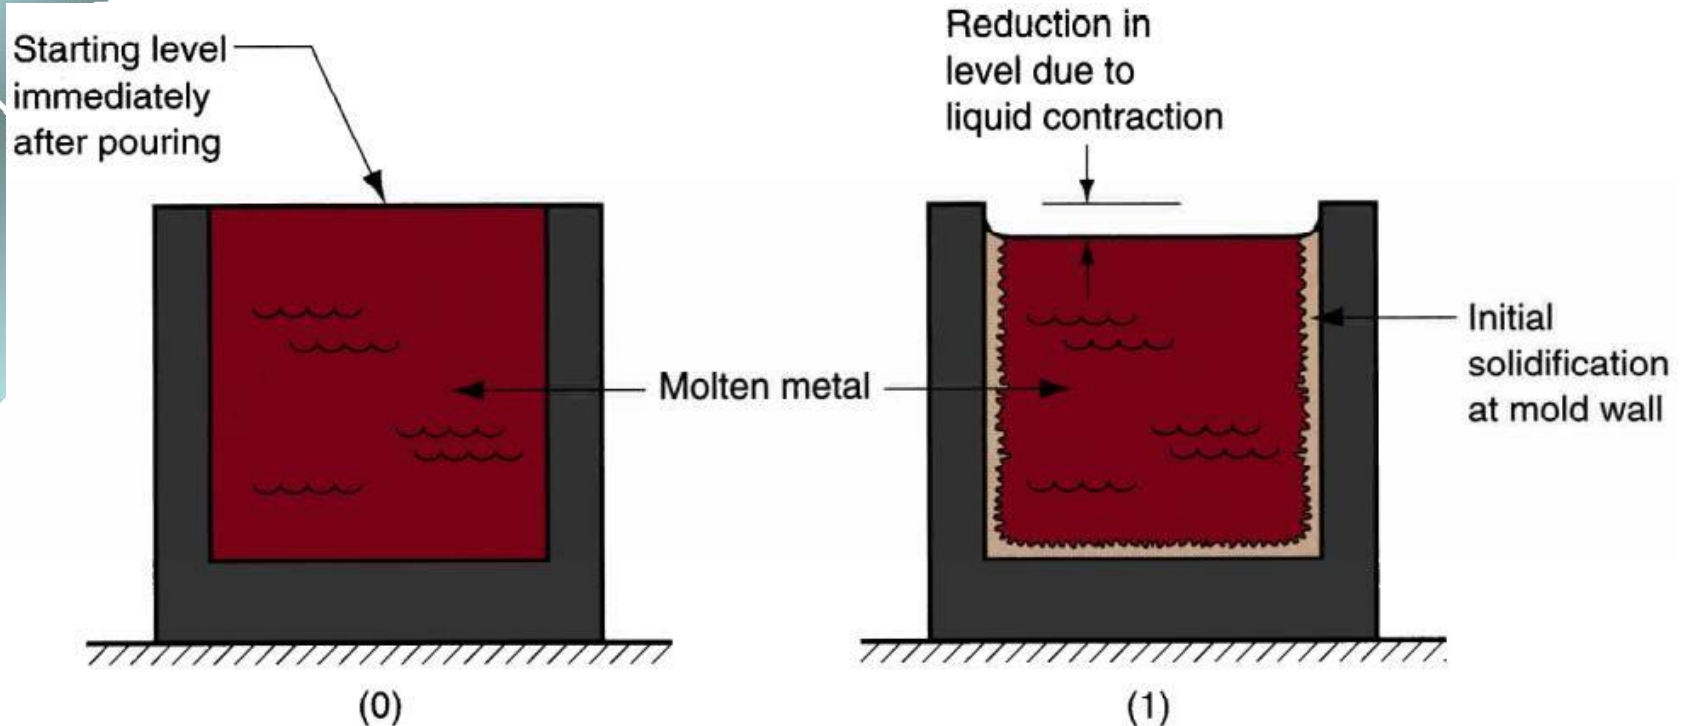 Starting level
immediately
after pouring
Reduction in
level due to
liquid contraction
Molten metal
Initial
solidification
at mold wall
(0)
(1)